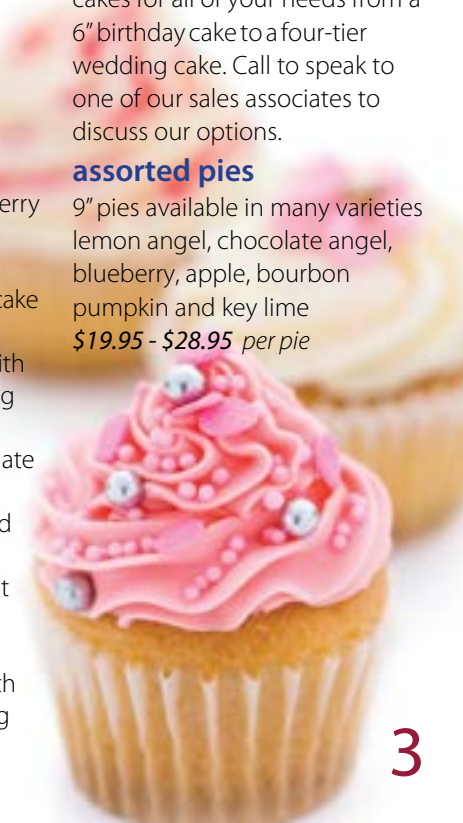 cakes for all of your needs from a
6” birthday cake to a four-tier
wedding cake. Call to speak to
one of our sales associates to
discuss our options.
assorted pies
9” pies available in many varieties
lemon angel, chocolate angel,
blueberry, apple, bourbon
pumpkin and key lime
$19.95 - $28.95 per pie
3